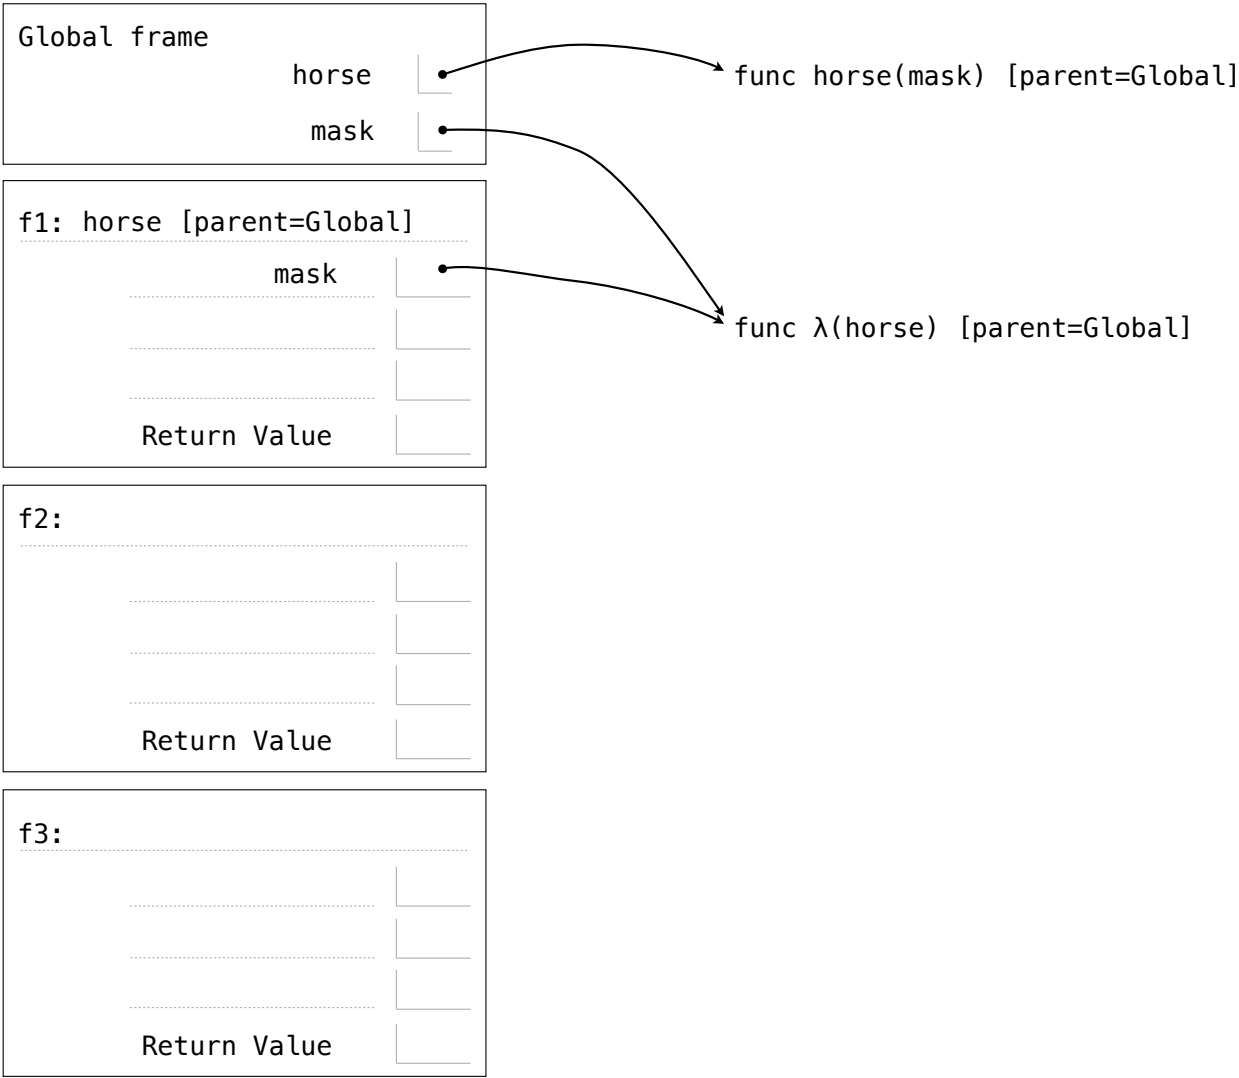 Global frame
horse
func horse(mask) [parent=Global]
mask
f1: horse [parent=Global]
mask
func λ(horse) [parent=Global]
Return Value
f2:
Return Value
f3:
Return Value